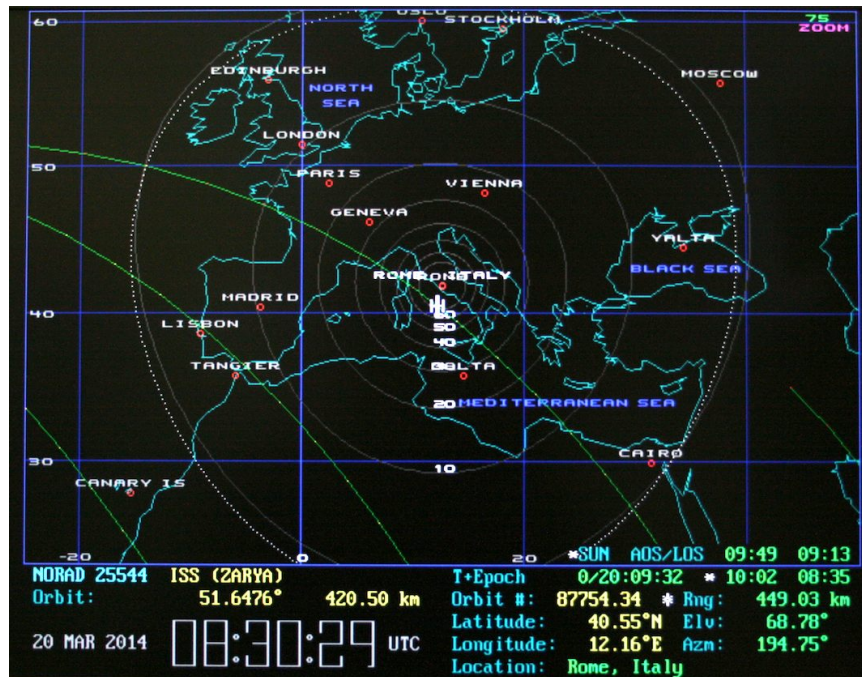 60
OSLO
STOCKHOLM
75
ZOOM
EDINBURGH
NORTH
SEA
MOSCOW
LONDON
50
PARIS
VIENNA
GENEVA
YALTA
BLACK SEA
ROME ITALY
MADRID
40
LISBON
50
40
TANGIER
MALTA
20
MEDITERRANEAN SEA
30
10
CAIRO
CANARY IS
-20
0
20
*SUN AOS/LOS 09:49 09:13
NORAD 25544 ISS (ZARYA) T+Epoch 0/20:09:32 * 10:02 08:35
Orbit: 51.6476° 420.50 km Orbit #: 87754.34 * Rng: 449.03 km
Latitude: 40.55°N Elv: 68.78°
20 MAR 2014 08:30:29 UTC Longitude: 12.16°E Azm: 194.75°
Location: Rome, Italy